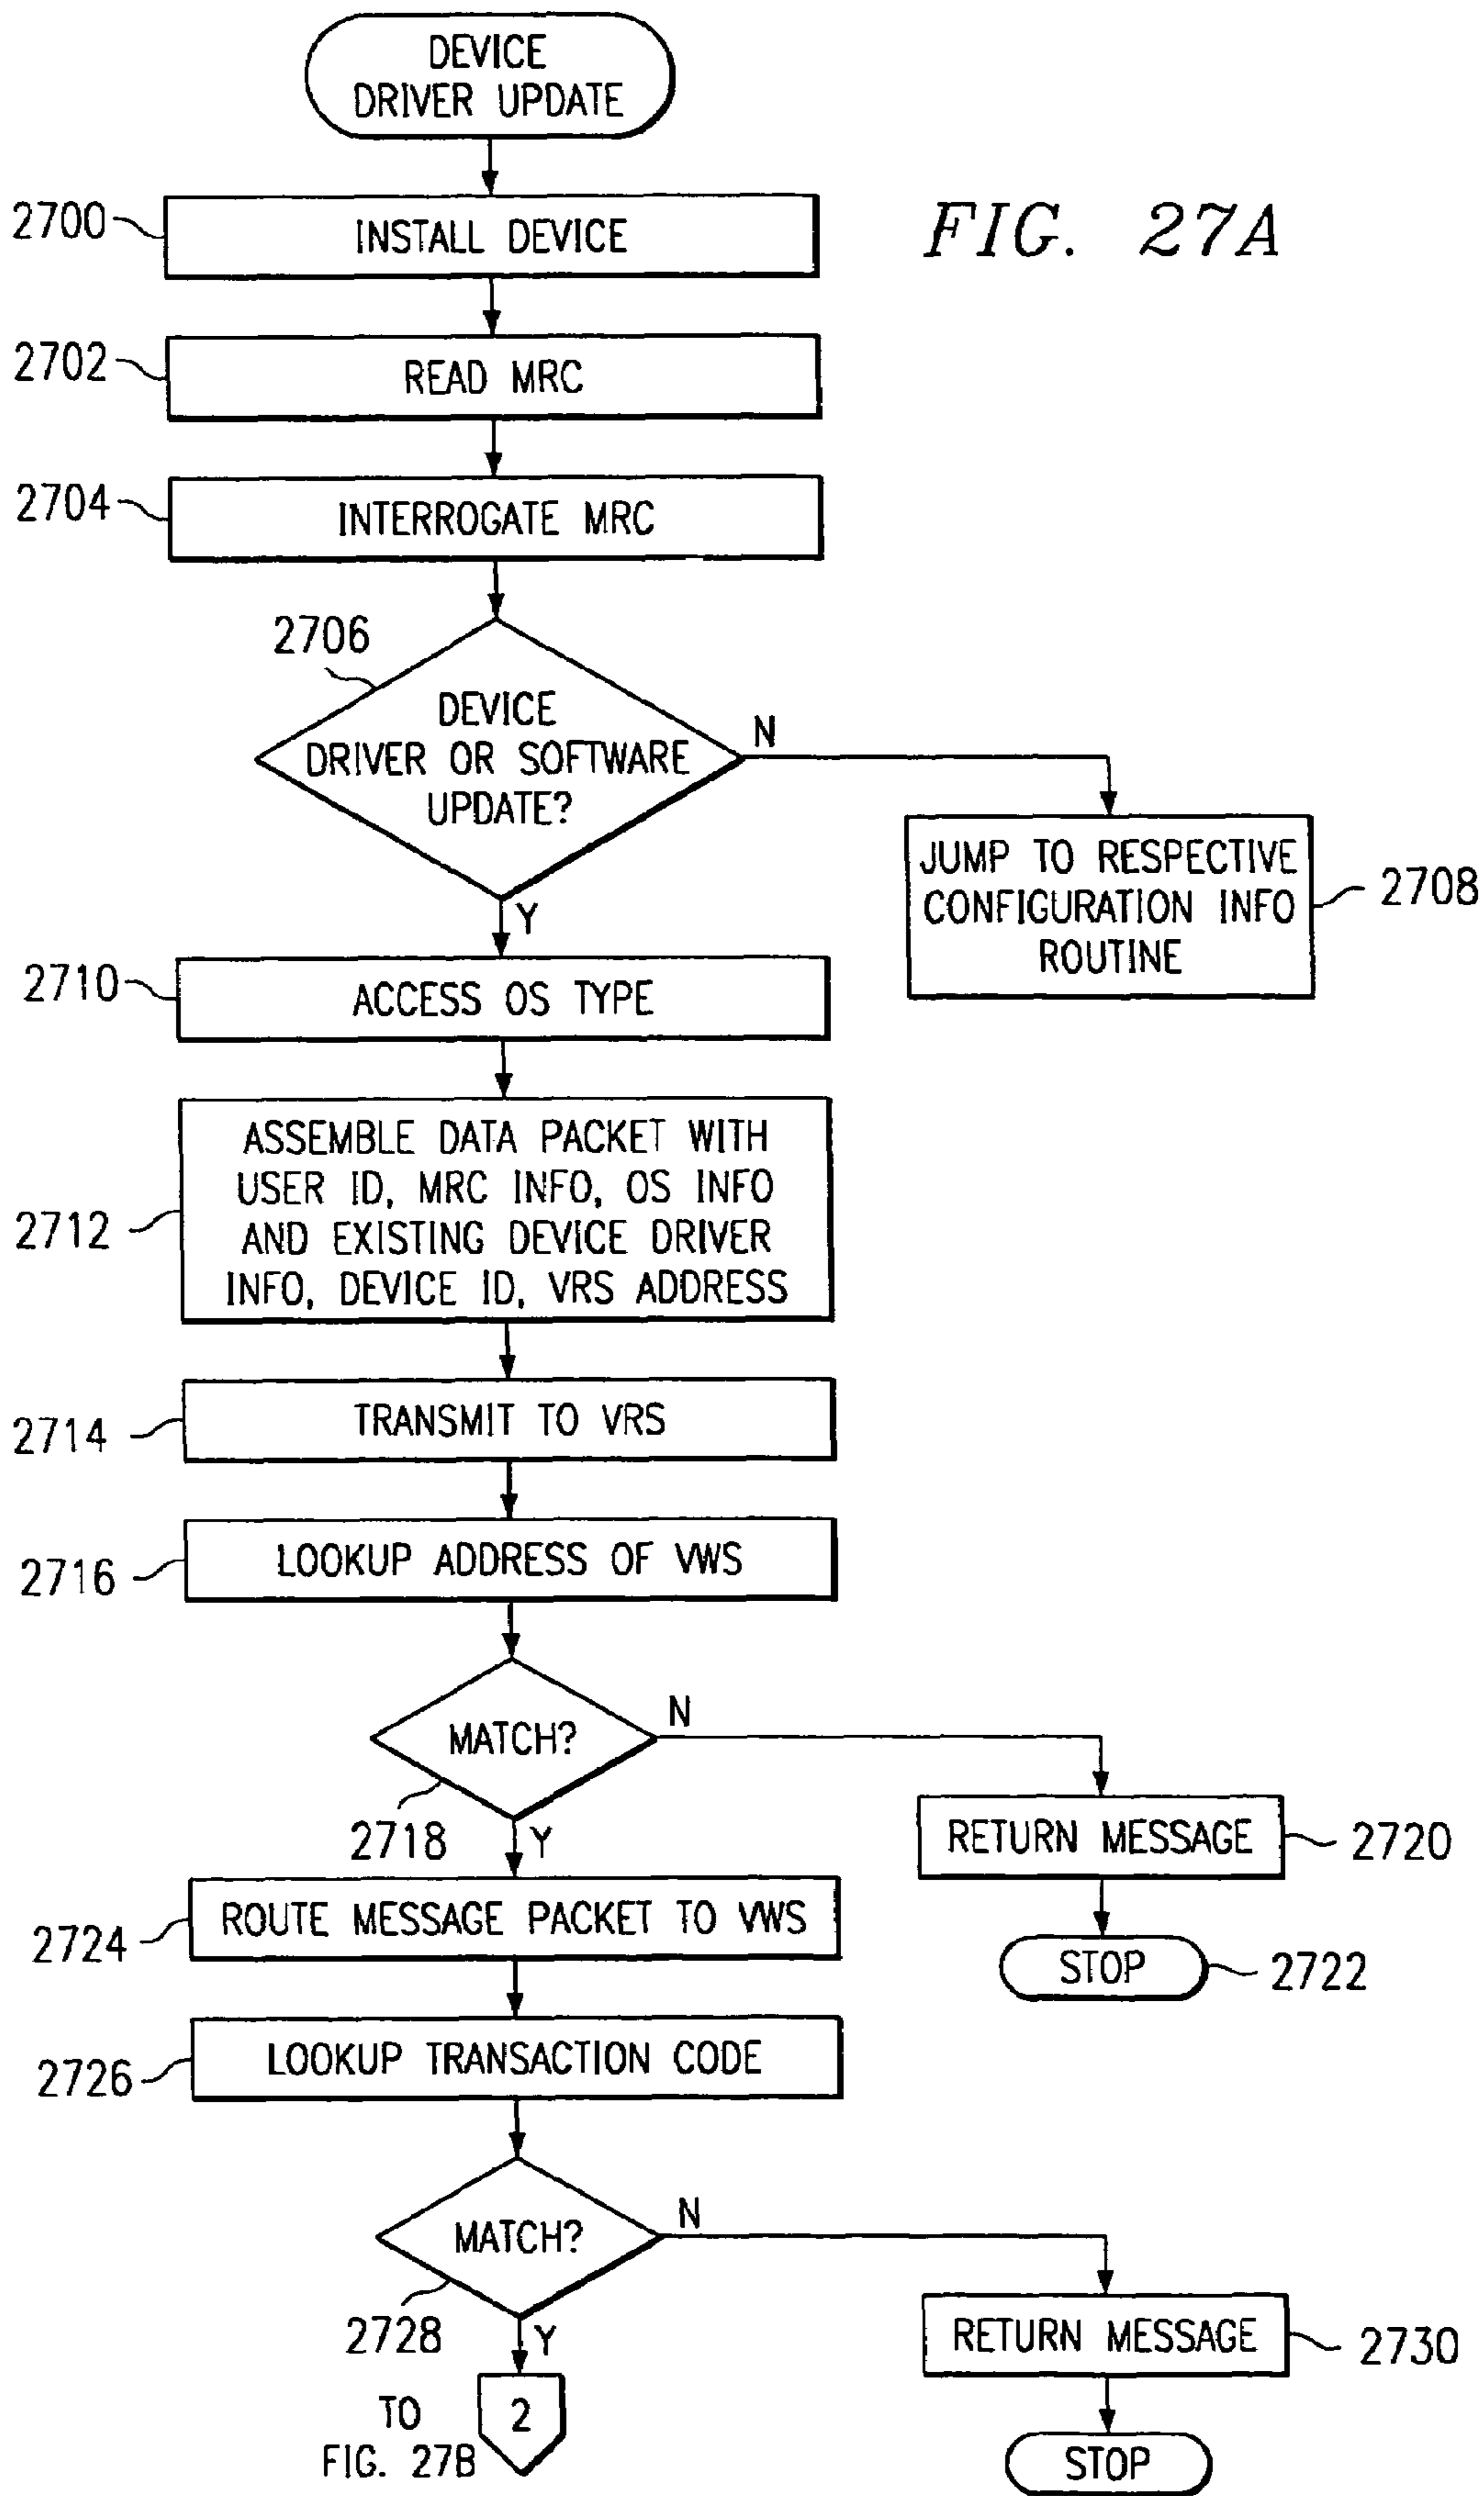 DEVICE
DRIVER UPDATE
2700
INSTALL DEVICE
FIG. 27A
2702
READ MRC
2704
INTERROGATE MRC
2706
DEVICE
DRIVER OR SOFTWARE
UPDATE?
N
JUMP TO RESPECTIVE
CONFIGURATION INFO
ROUTINE
2708
Y
2710
ACCESS OS TYPE
2712
ASSEMBLE DATA PACKET WITH
USER ID, MRC INFO, OS INFO
AND EXISTING DEVICE DRIVER
INFO, DEVICE ID, VRS ADDRESS
2714
TRANSMIT TO VRS
2716
LOOKUP ADDRESS OF VWS
MATCH?
N
2718
Y
RETURN MESSAGE
2720
2724
ROUTE MESSAGE PACKET TO VWS
STOP
2722
2726
LOOKUP TRANSACTION CODE
MATCH?
N
2728
Y
RETURN MESSAGE
2730
TO
FIG. 27B
2
STOP